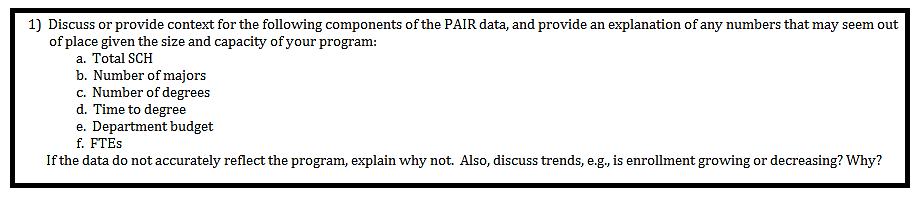 1) Discuss or provide context for the following components of the PAIR data, and provide an explanation of any numbers that may seem out
of place given the size and capacity of your program:
a. Total SCH
b. Number of majors
c. Number of degrees
d. Time to degree
e. Department budget
f. FTEs
If the data do not accurately reflect the program, explain why not. Also, discuss trends, e.g., is enrollment growing or decreasing? Why?